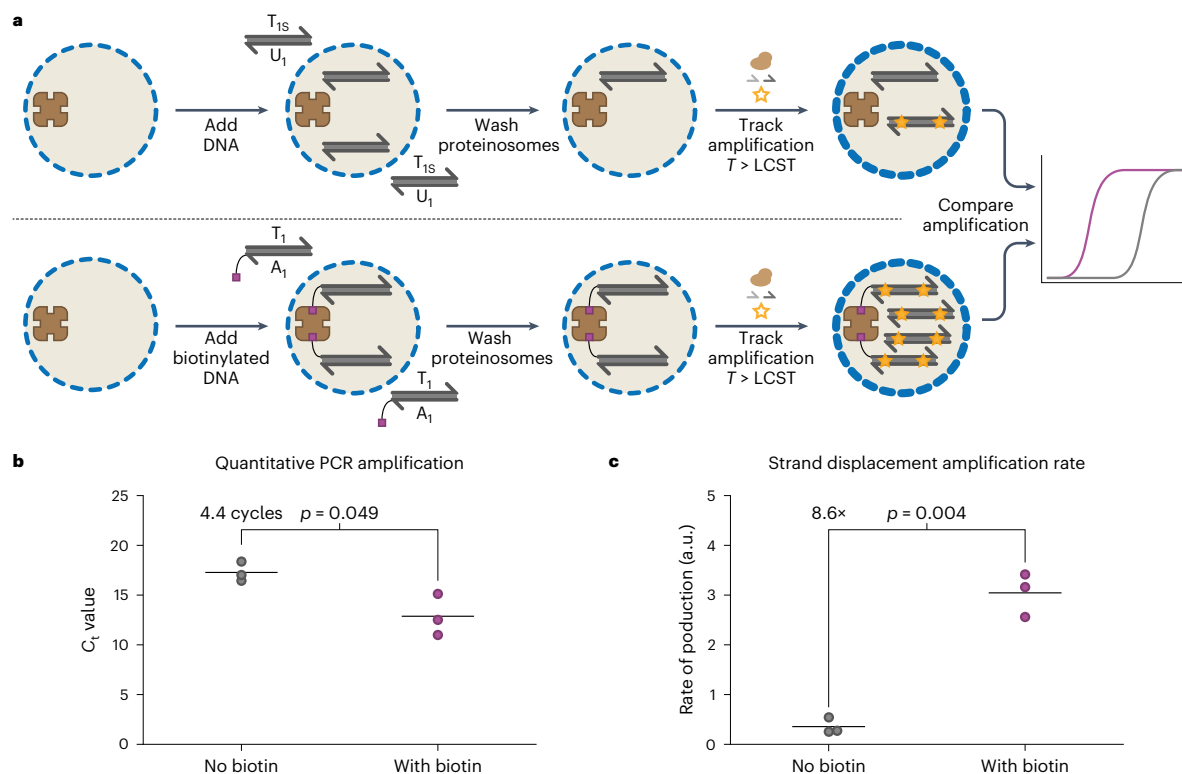 a
T1S
U1
Add
DNA
T1S
U1
Wash
proteinosomes
Track
amplification
T > LCST
Compare
amplification
T1
A1
Add
biotinylated
DNA
T1
A1
Wash
proteinosomes
Track
amplification
T > LCST
b
Quantitative PCR amplification
25
20
15
10
5
0
Ct value
4.4 cycles p = 0.049
No biotin With biotin
c
Strand displacement amplification rate
5
4
3
2
1
0
Rate of poduction (a.u.)
8.6× p = 0.004
No biotin With biotin